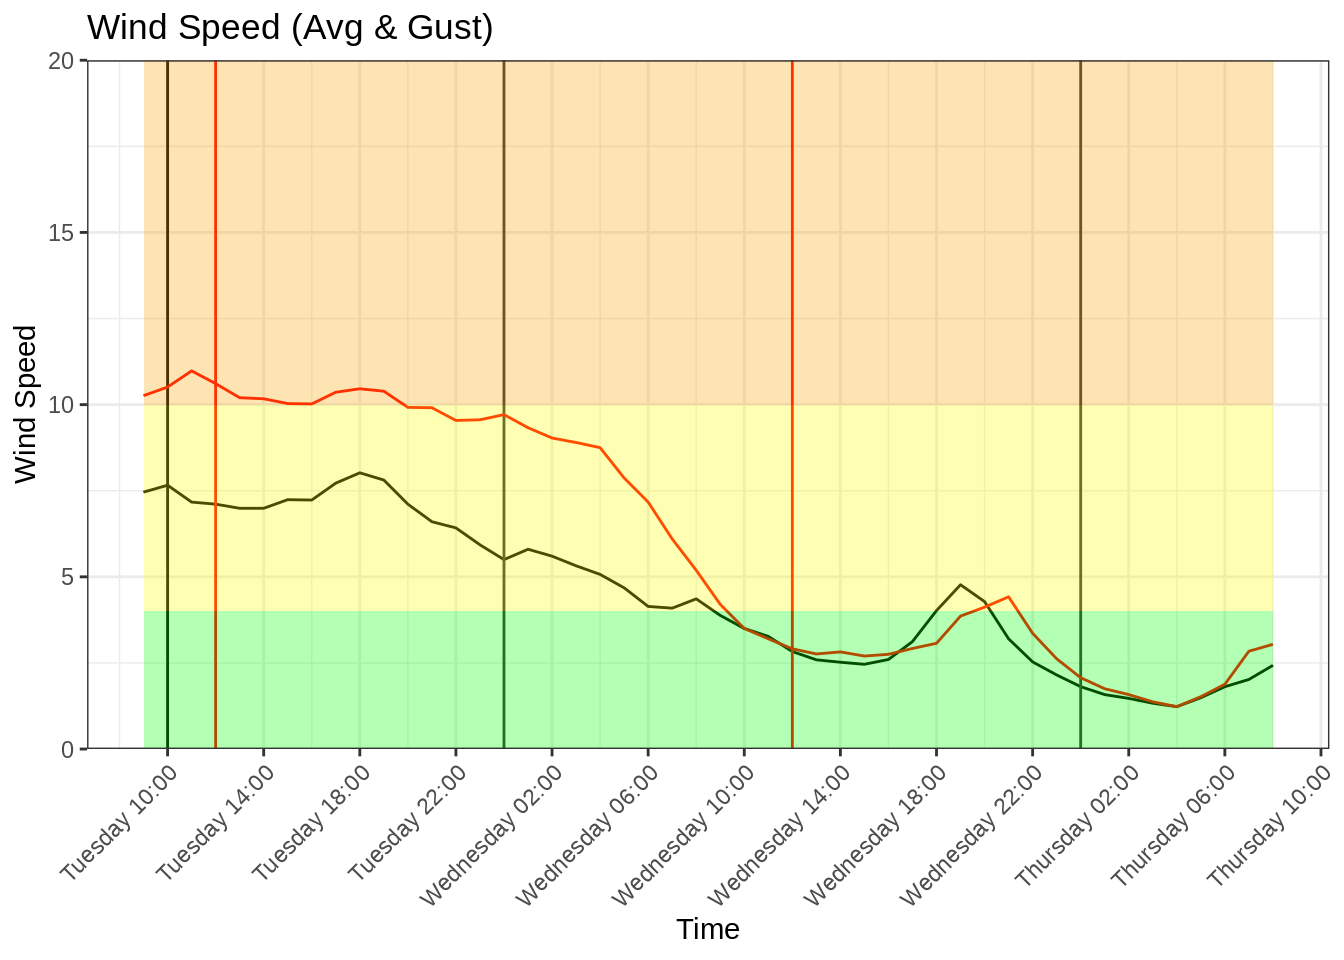 Wind Speed (Avg & Gust)
20
15
10
5
0
Wind Speed
Tuesday 10:00
Tuesday 14:00
Tuesday 18:00
Tuesday 22:00
Wednesday 02:00
Wednesday 06:00
Wednesday 10:00
Wednesday 14:00
Wednesday 18:00
Wednesday 22:00
Thursday 02:00
Thursday 06:00
Thursday 10:00
Time